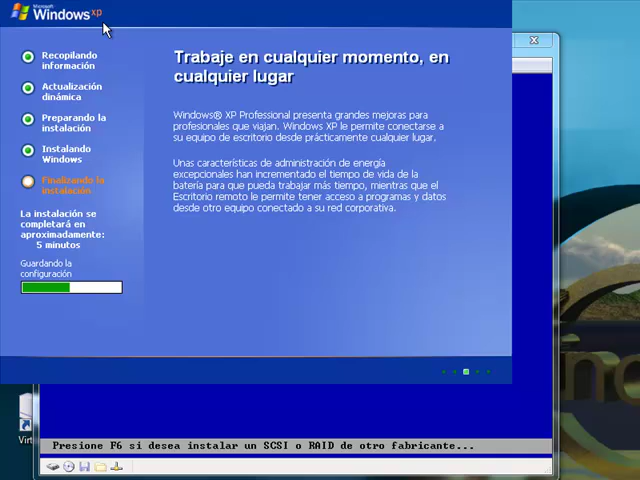 Microsoft
Windows xp
Recopilando
información
Actualización
dinámica
Preparando la
instalación
Instalando
Windows
Finalizando la
instalación
La instalación se
completará en
aproximadamente:
5 minutos
Guardando la
configuración
Trabaje en cualquier momento, en
cualquier lugar
Windows® XP Professional presenta grandes mejoras para
profesionales que viajan. Windows XP le permite conectarse a
su equipo de escritorio desde prácticamente cualquier lugar.
Unas características de administración de energía
excepcionales han incrementado el tiempo de vida de la
batería para que pueda trabajar más tiempo, mientras que el
Escritorio remoto le permite tener acceso a programas y datos
desde otro equipo conectado a su red corporativa.
Presione F6 si desea instalar un SCSI o RAID de otro fabricante...